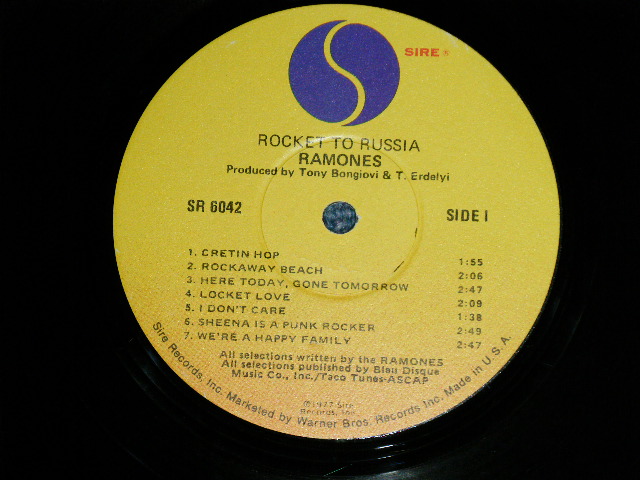 SIRE ®
ROCKET TO RUSSIA
RAMONES
Produced by Tony Bongiovi & T. Erdelyi
SR 6042
SIDE I
1. CRETIN HOP 1:55
2. ROCKAWAY BEACH 2:06
3. HERE TODAY, GONE TOMORROW 2:47
4. LOCKET LOVE 2:09
5. I DON'T CARE 1:38
6. SHEENA IS A PUNK ROCKER 2:49
7. WE'RE A HAPPY FAMILY 2:47
All selections written by the RAMONES
All selections published by Bleu Disque
Music Co., Inc./Taco Tunes-ASCAP
℗1977 Sire
Records, Inc.
Sire Records, Inc. Marketed by Warner Bros. Records Inc. Made in U.S.A.